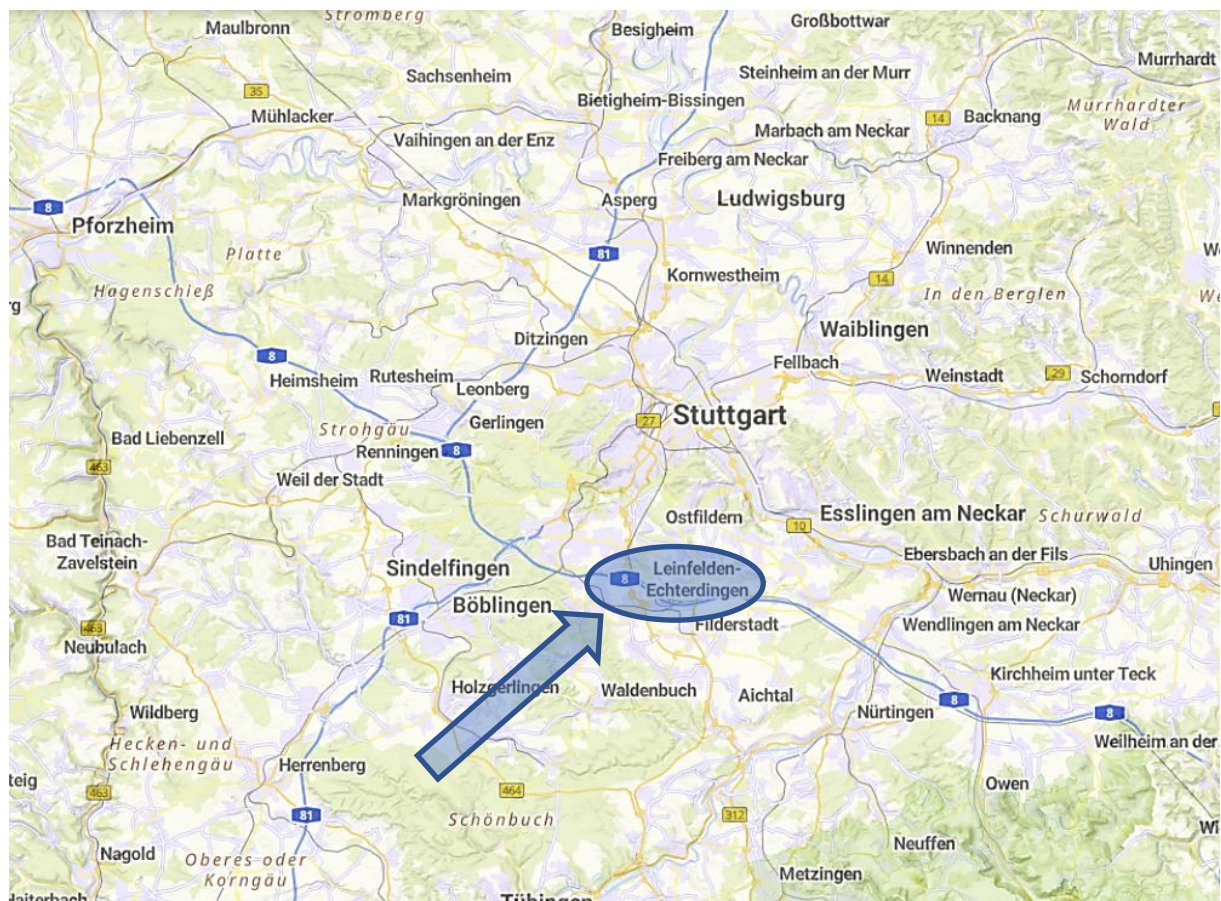 Stromberg
Maulbronn
Besigheim
Großbottwar
Murrhardt
Sachsenheim
Steinheim an der Murr
35
Bietigheim-Bissingen
Murrhardter
Wald
Mühlacker
Vaihingen an der Enz
Marbach am Neckar
14
Backnang
Freiberg am Neckar
8
Pforzheim
Markgröningen
Asperg
Ludwigsburg
Platte
81
Winnenden
Hagenschieß
Kornwestheim
14
In den Berglen
rg
Ditzingen
Waiblingen
8
Heimsheim
Rutesheim
Leonberg
Fellbach
Weinstadt
29
Schorndorf
Strohgäu
Gerlingen
27
Stuttgart
Bad Liebenzell
Renningen
8
463
Weil der Stadt
Ostfildern
10
Esslingen am Neckar
Schurwald
Bad Teinach-
Zavelstein
Sindelfingen
8
Leinfelden-
Echterdingen
Ebersbach an der Fils
Uhingen
Böblingen
81
Wernau (Neckar)
463
Neubulach
Filderstadt
Wendlingen am Neckar
Holzgerlingen
Waldenbuch
Aichtal
Kirchheim unter Teck
Wildberg
Nürtingen
8
8
Hecken- und
Schlehengäu
Herrenberg
Weilheim an der
teig
463
464
Owen
81
Schönbuch
312
Wi
Nagold
Oberes oder
Korngäu
Neuffen
Metzingen
Haiterbach
Tübingen